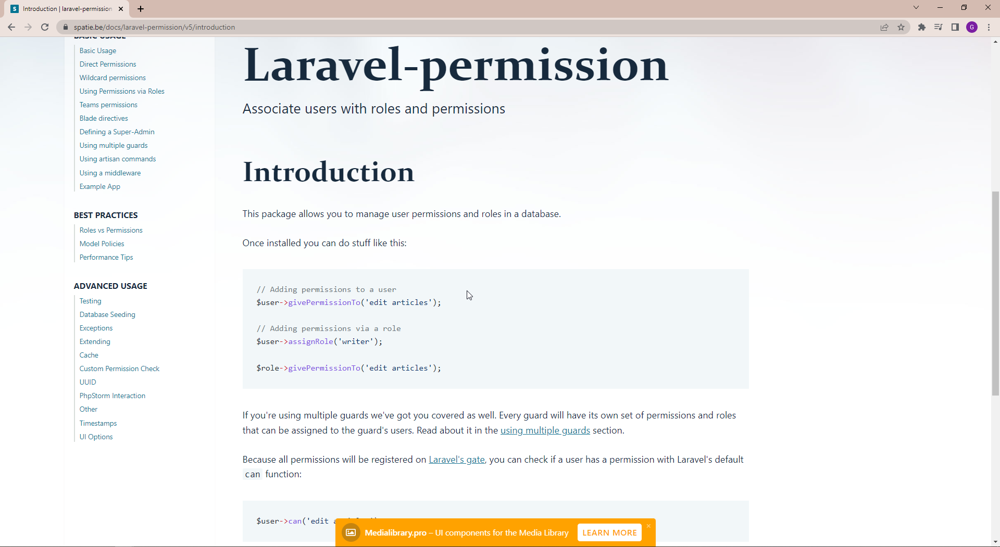 S Introduction | laravel-permission
spatie.be/docs/laravel-permission/v5/introduction
G
BASIC USAGE
Basic Usage
Direct Permissions
Wildcard permissions
Using Permissions via Roles
Teams permissions
Blade directives
Defining a Super-Admin
Using multiple guards
Using artisan commands
Using a middleware
Example App
BEST PRACTICES
Roles vs Permissions
Model Policies
Performance Tips
ADVANCED USAGE
Testing
Database Seeding
Exceptions
Extending
Cache
Custom Permission Check
UUID
PhpStorm Interaction
Other
Timestamps
UI Options
Laravel-permission
Associate users with roles and permissions
Introduction
This package allows you to manage user permissions and roles in a database.
Once installed you can do stuff like this:
// Adding permissions to a user
$user->givePermissionTo('edit articles');
// Adding permissions via a role
$user->assignRole('writer');
$role->givePermissionTo('edit articles');
If you're using multiple guards we've got you covered as well. Every guard will have its own set of permissions and roles
that can be assigned to the guard's users. Read about it in the using multiple guards section.
Because all permissions will be registered on Laravel's gate, you can check if a user has a permission with Laravel's default
can function:
$user->can('edit
Medialibrary.pro – UI components for the Media Library
LEARN MORE